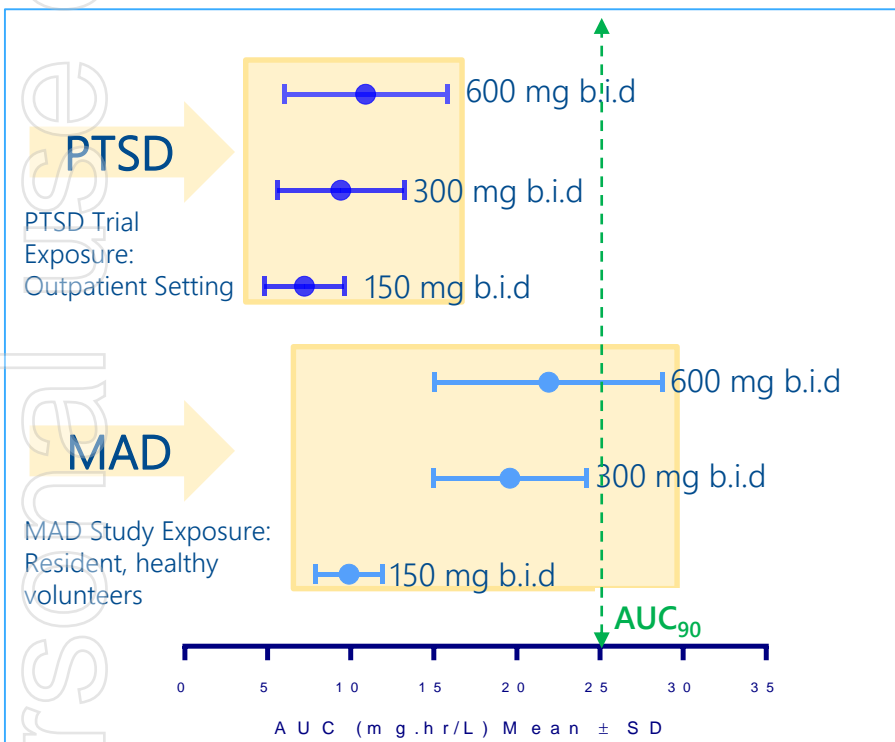 600 mg b.i.d
PTSD
300 mg b.i.d
PTSD Trial
Exposure:
Outpatient Setting
150 mg b.i.d
600 mg b.i.d
MAD
300 mg b.i.d
MAD Study Exposure:
Resident, healthy
volunteers
150 mg b.i.d
AUC90
0 5 10 15 20 25 30 35
AUC (mg.hr/L) Mean ± SD
rsonal use